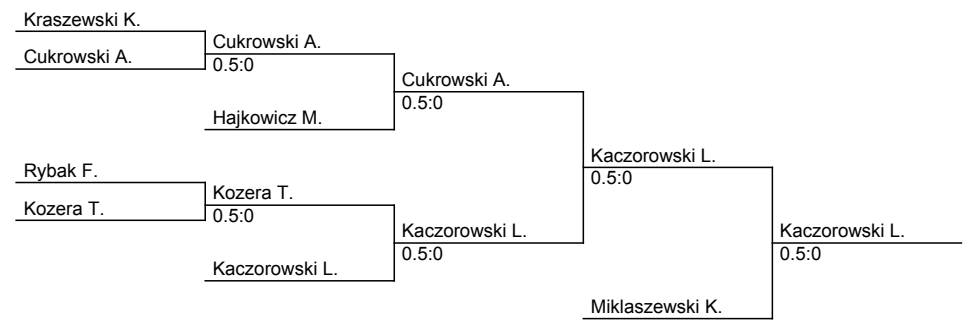 Kraszewski K.
Cukrowski A.
Cukrowski A.
0.5:0
Hajkowicz M.
Cukrowski A.
0.5:0
Rybak F.
Kozera T.
Kozera T.
0.5:0
Kaczorowski L.
Kaczorowski L.
0.5:0
Kaczorowski L.
0.5:0
Miklaszewski K.
Kaczorowski L.
0.5:0